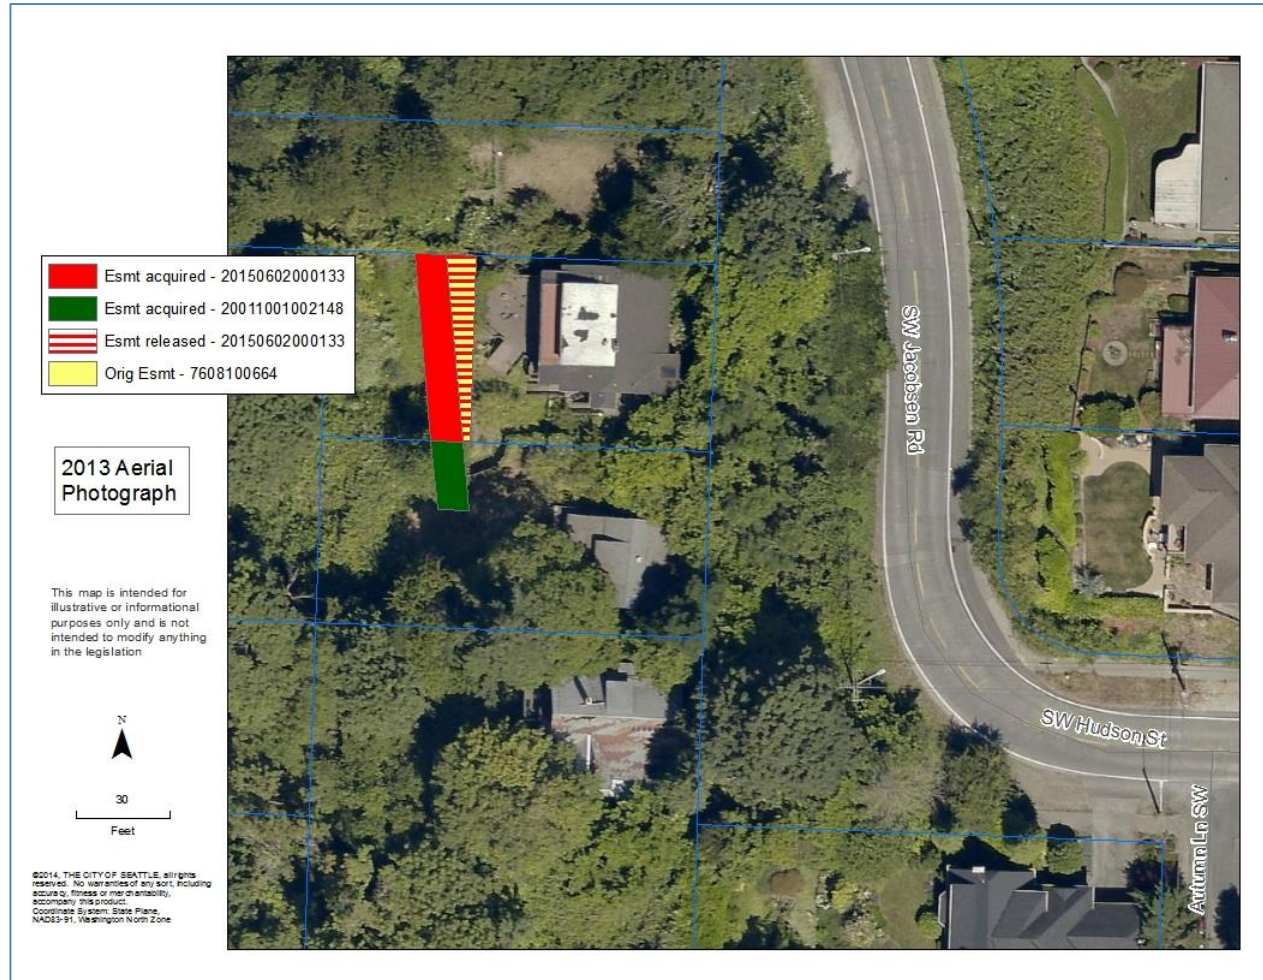 Esmt acquired - 20150602000133
Esmt acquired - 20011001002148
Esmt released - 20150602000133
Orig Esmt - 7608100664
2013 Aerial
Photograph
This map is intended for
illustrative or informational
purposes only and is not
intended to modify anything
in the legislation
N
30
Feet
©2014, THE CITY OF SEATTLE, all rights
reserved. No warranties of any sort, including
accuracy, fitness or merchantability,
accompany this product.
Coordinate System: State Plane,
NAD83-91, Washington North Zone
SW Jacobsen Rd
SW Hudson St
Autumn Ln SW